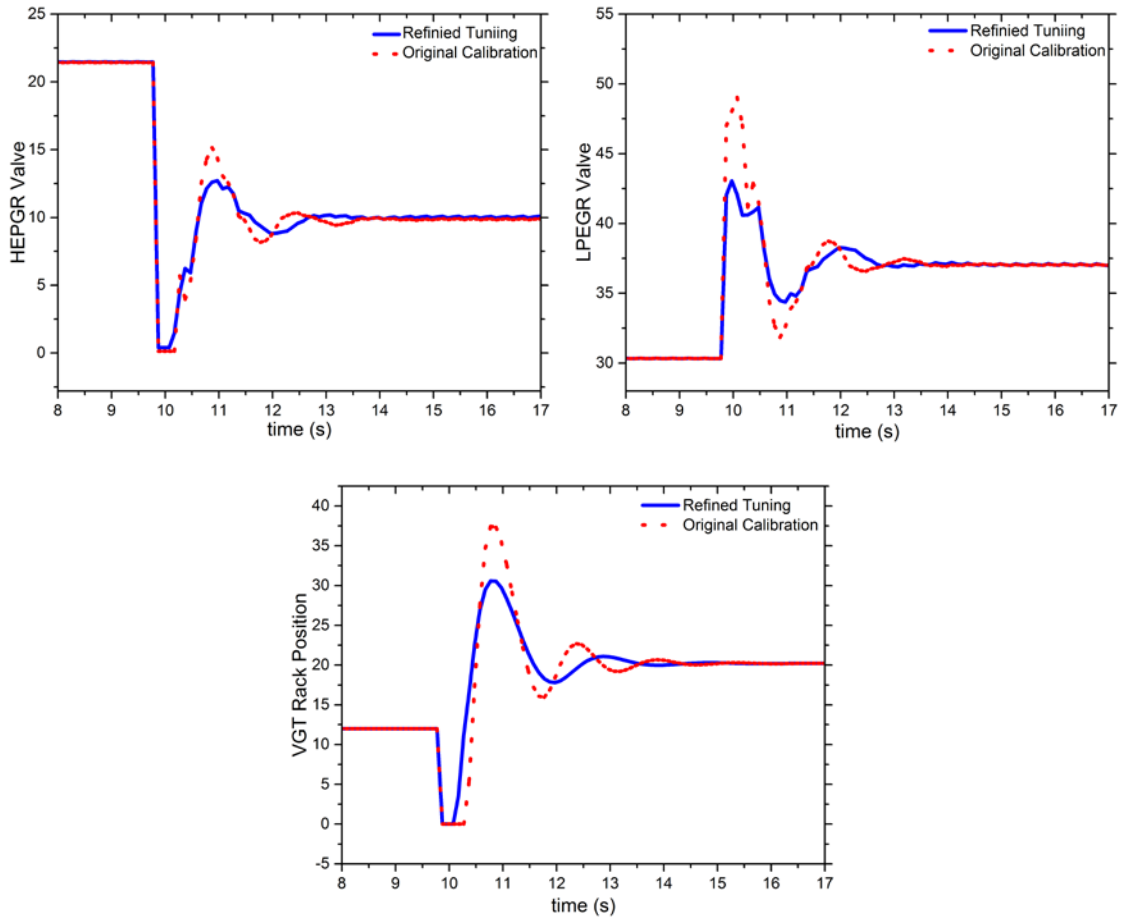 25
20
15
10
5
0
HEPGR Valve
Refinied Tuniing
Original Calibration
8 9 10 11 12 13 14 15 16 17
time (s)
55
50
45
40
35
30
LPEGR Valve
Refinied Tuniing
Original Calibration
8 9 10 11 12 13 14 15 16 17
time (s)
40
35
30
25
20
15
10
5
0
-5
VGT Rack Position
Refined Tuning
Original Calibration
8 9 10 11 12 13 14 15 16 17
time (s)